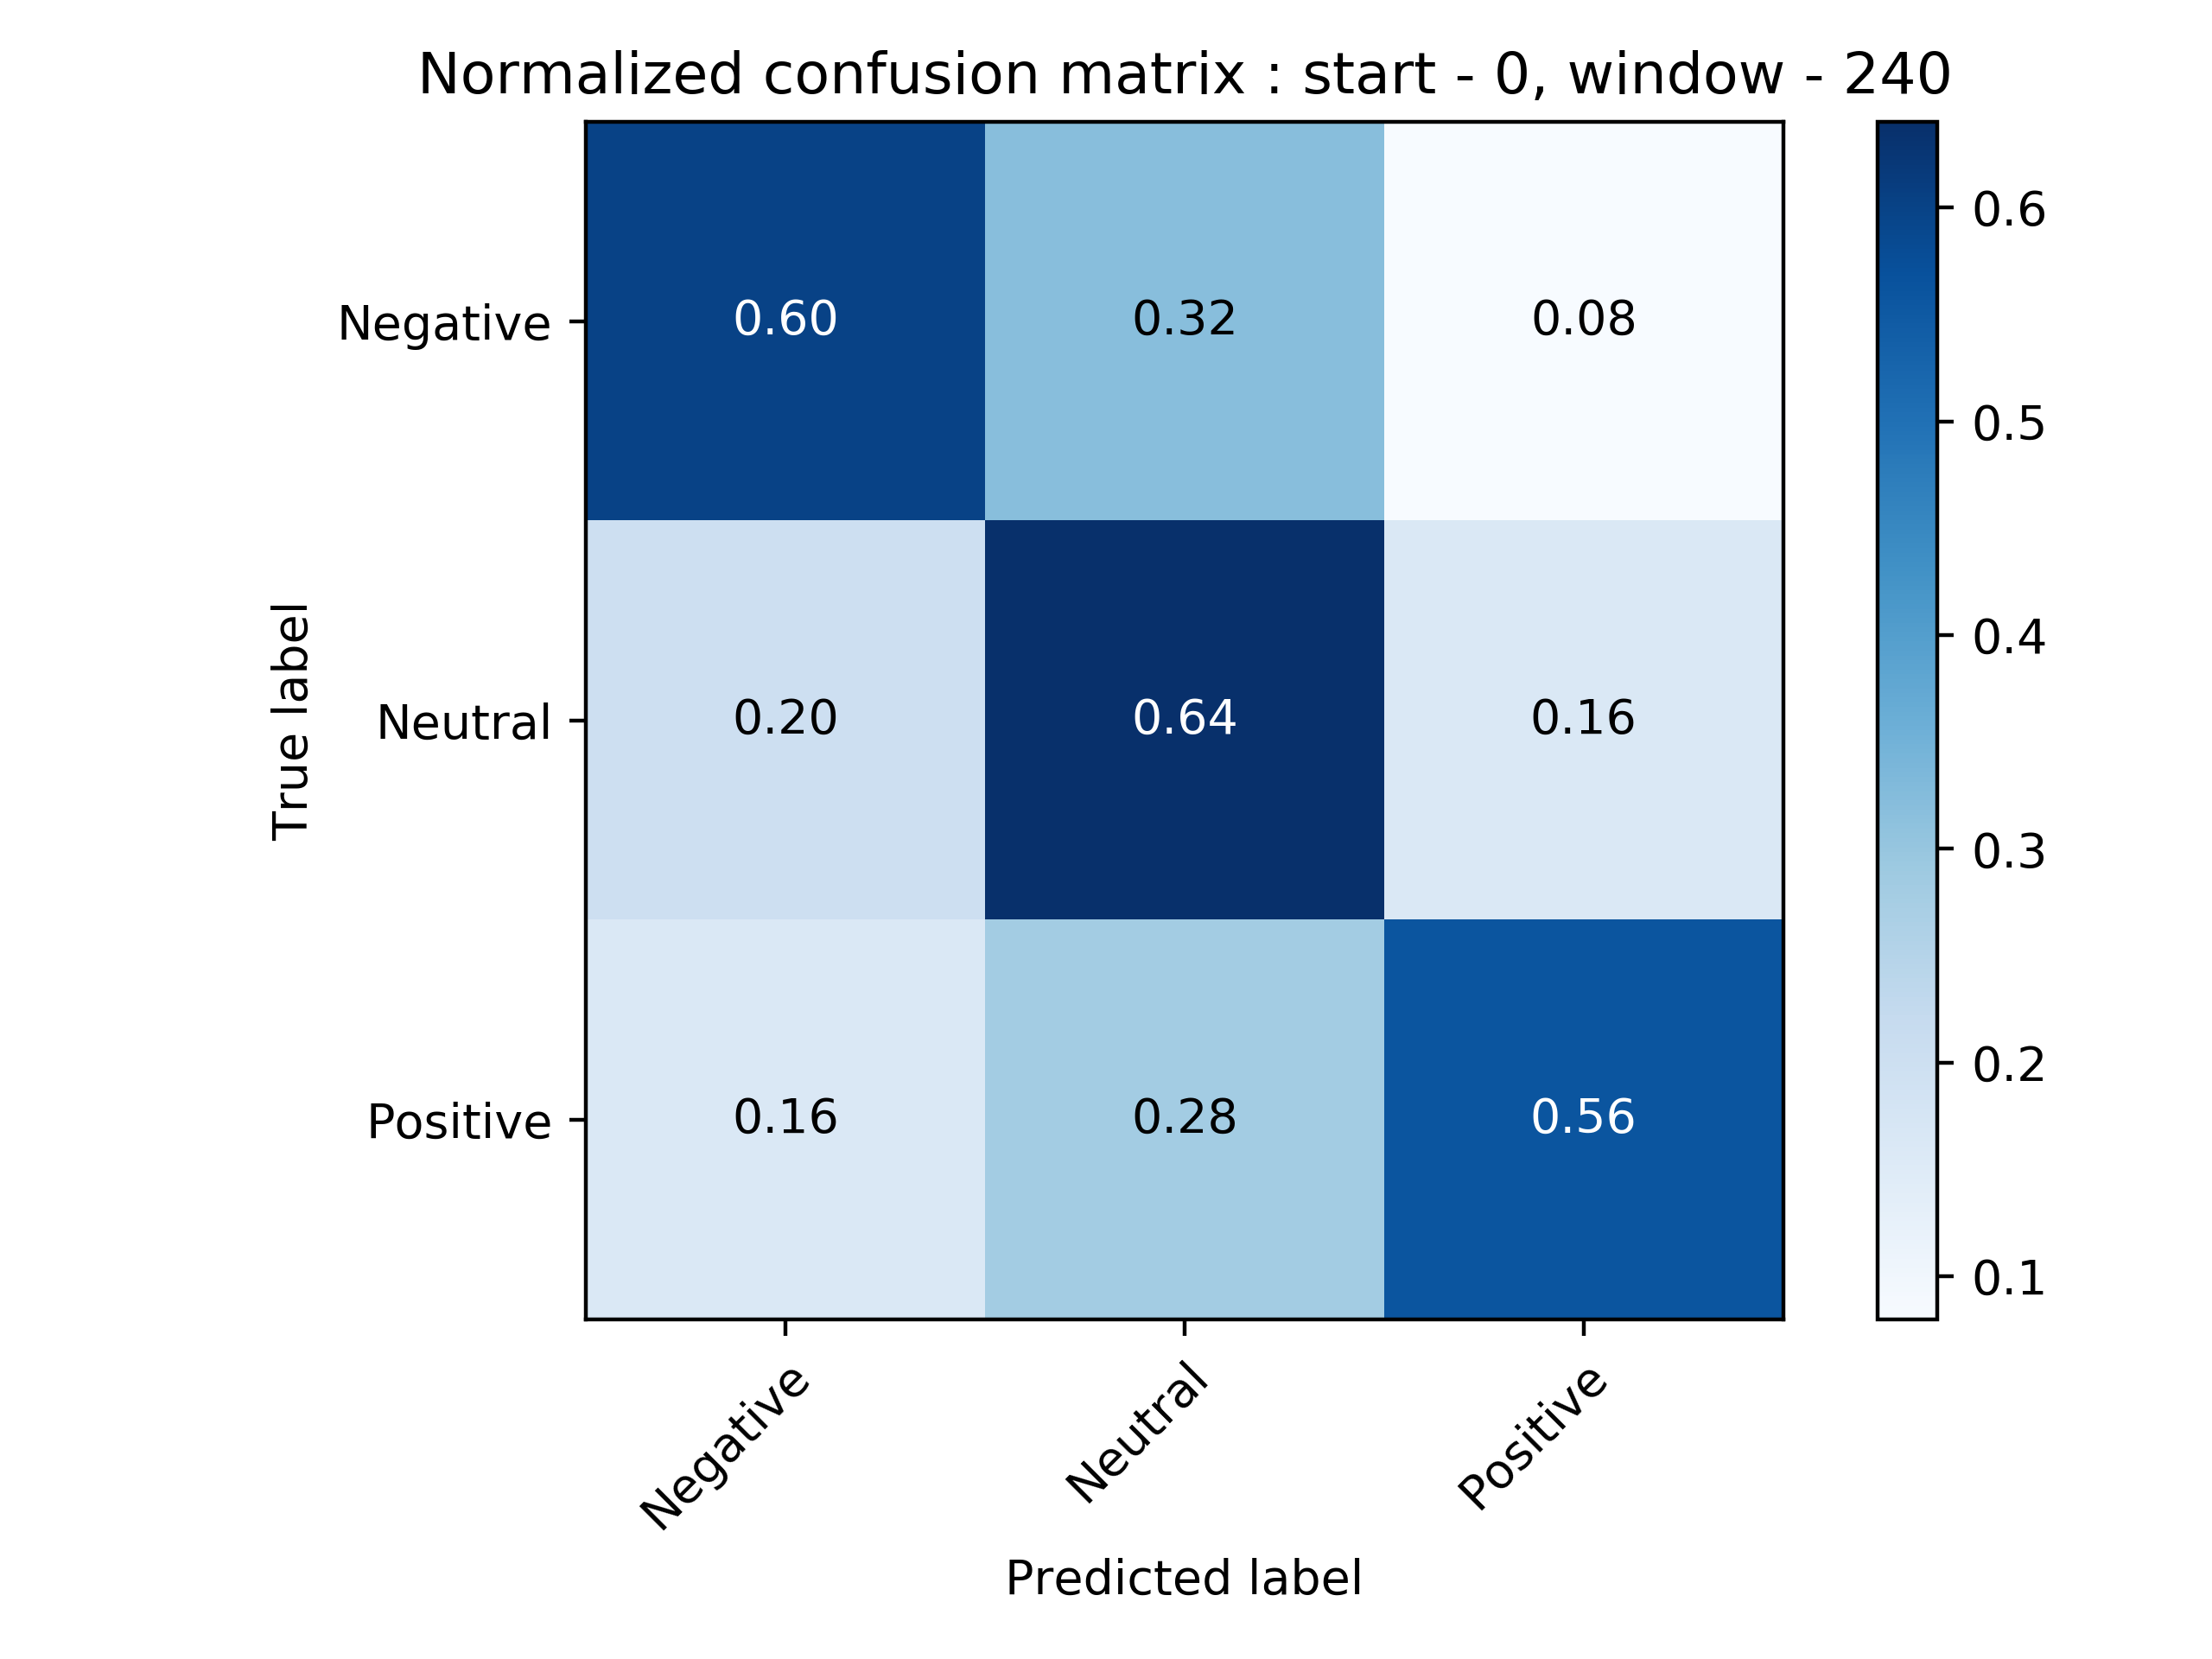 Normalized confusion matrix : start - 0, window - 240
True label
Negative
0.60 0.32 0.08
Neutral
0.20 0.64 0.16
Positive
0.16 0.28 0.56
Negative
Neutral
Positive
Predicted label
0.6
0.5
0.4
0.3
0.2
0.1